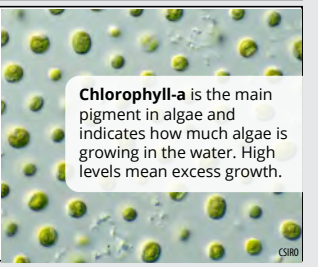 Chlorophyll-a is the main
pigment in algae and
indicates how much algae is
growing in the water. High
levels mean excess growth.
CSIRO